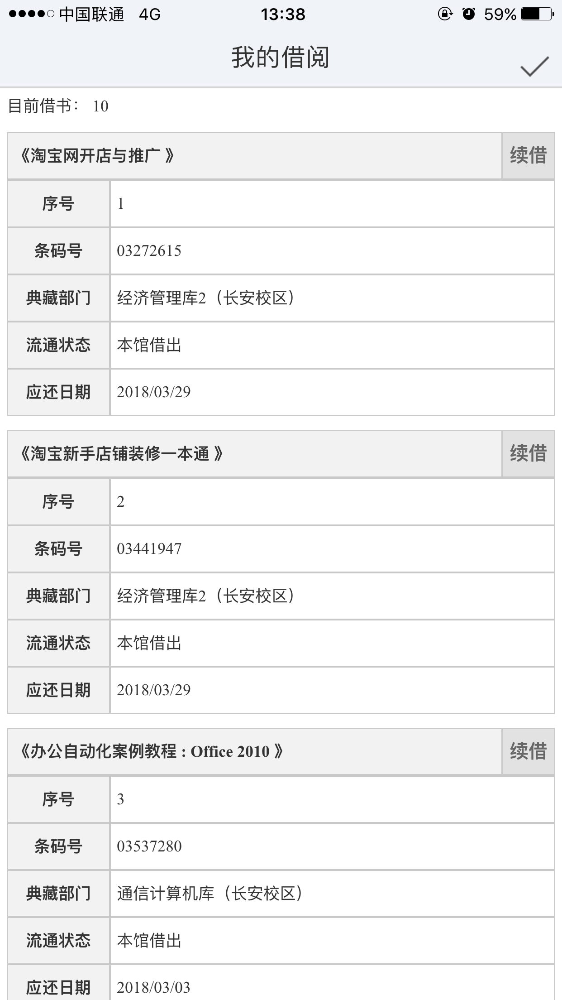 中国联通 4G 13:38 59%
我的借阅
目前借书： 10
《淘宝网开店与推广 》 续借
序号 1
条码号 03272615
典藏部门 经济管理库2（长安校区）
流通状态 本馆借出
应还日期 2018/03/29
《淘宝新手店铺装修一本通 》 续借
序号 2
条码号 03441947
典藏部门 经济管理库2（长安校区）
流通状态 本馆借出
应还日期 2018/03/29
《办公自动化案例教程 : Office 2010 》 续借
序号 3
条码号 03537280
典藏部门 通信计算机库（长安校区）
流通状态 本馆借出
应还日期 2018/03/03